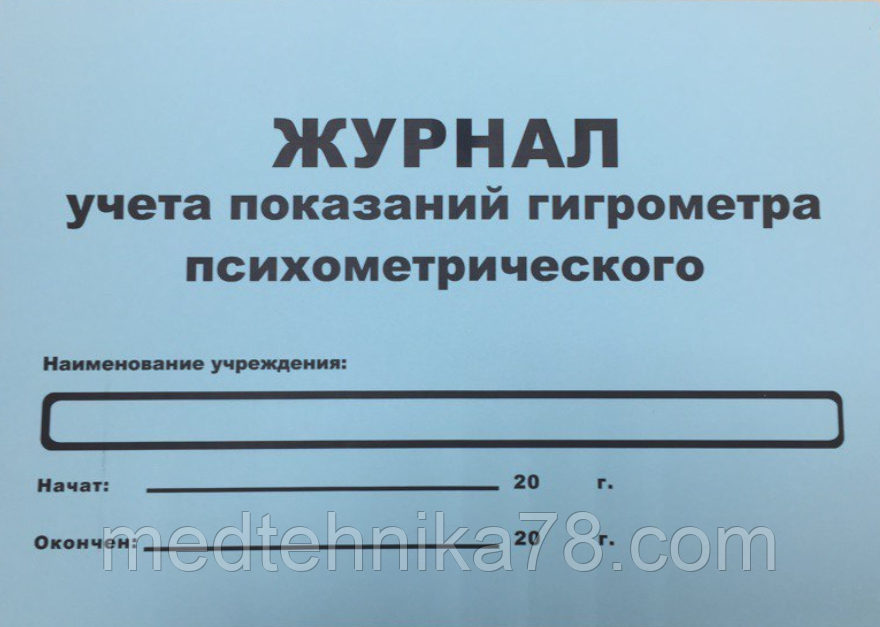 ЖУРНАЛ
учета показаний гигрометра
психометрического
Наименование учреждения:
Начат: 20 г.
Окончен: 20 г.
medtehnika78.com